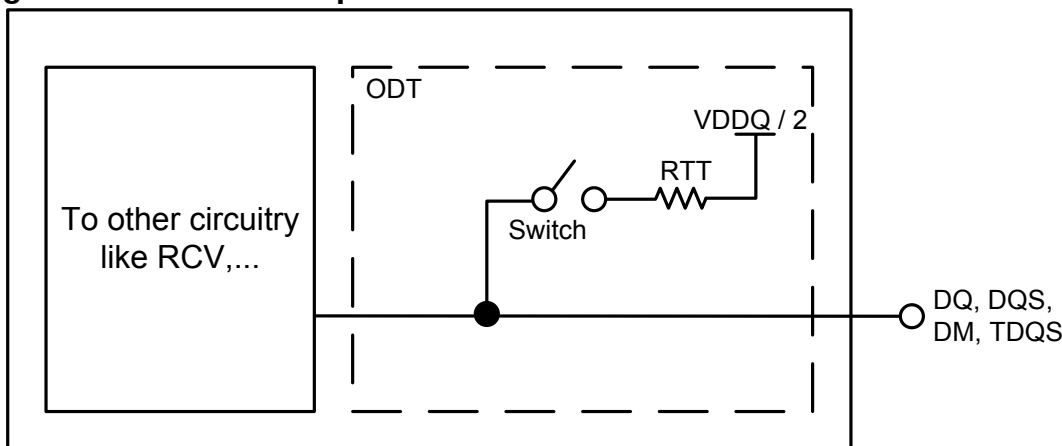 ODT
VDDQ / 2
RTT
Switch
To other circuitry
like RCV,...
DQ, DQS,
DM, TDQS